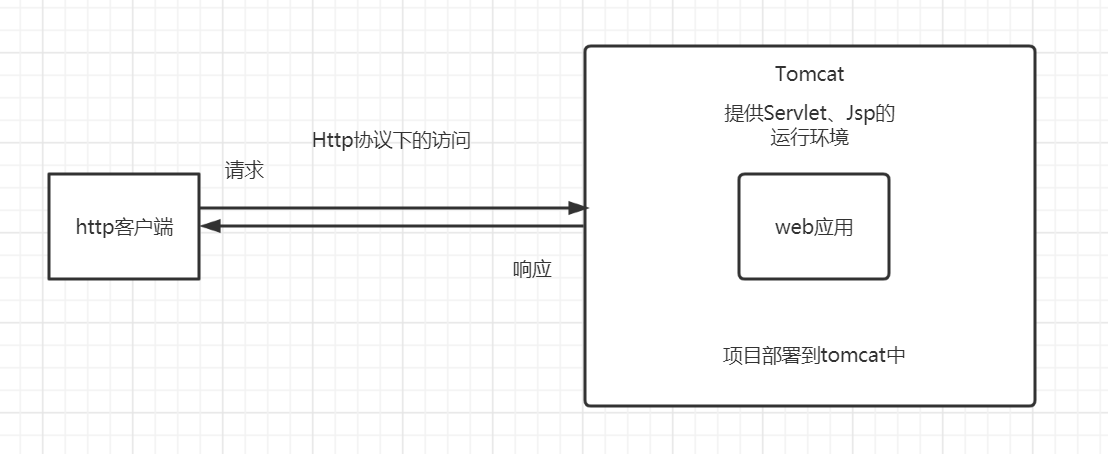 Tomcat
提供Servlet、Jsp的
运行环境
Http协议下的访问
请求
http客户端
web应用
响应
项目部署到tomcat中